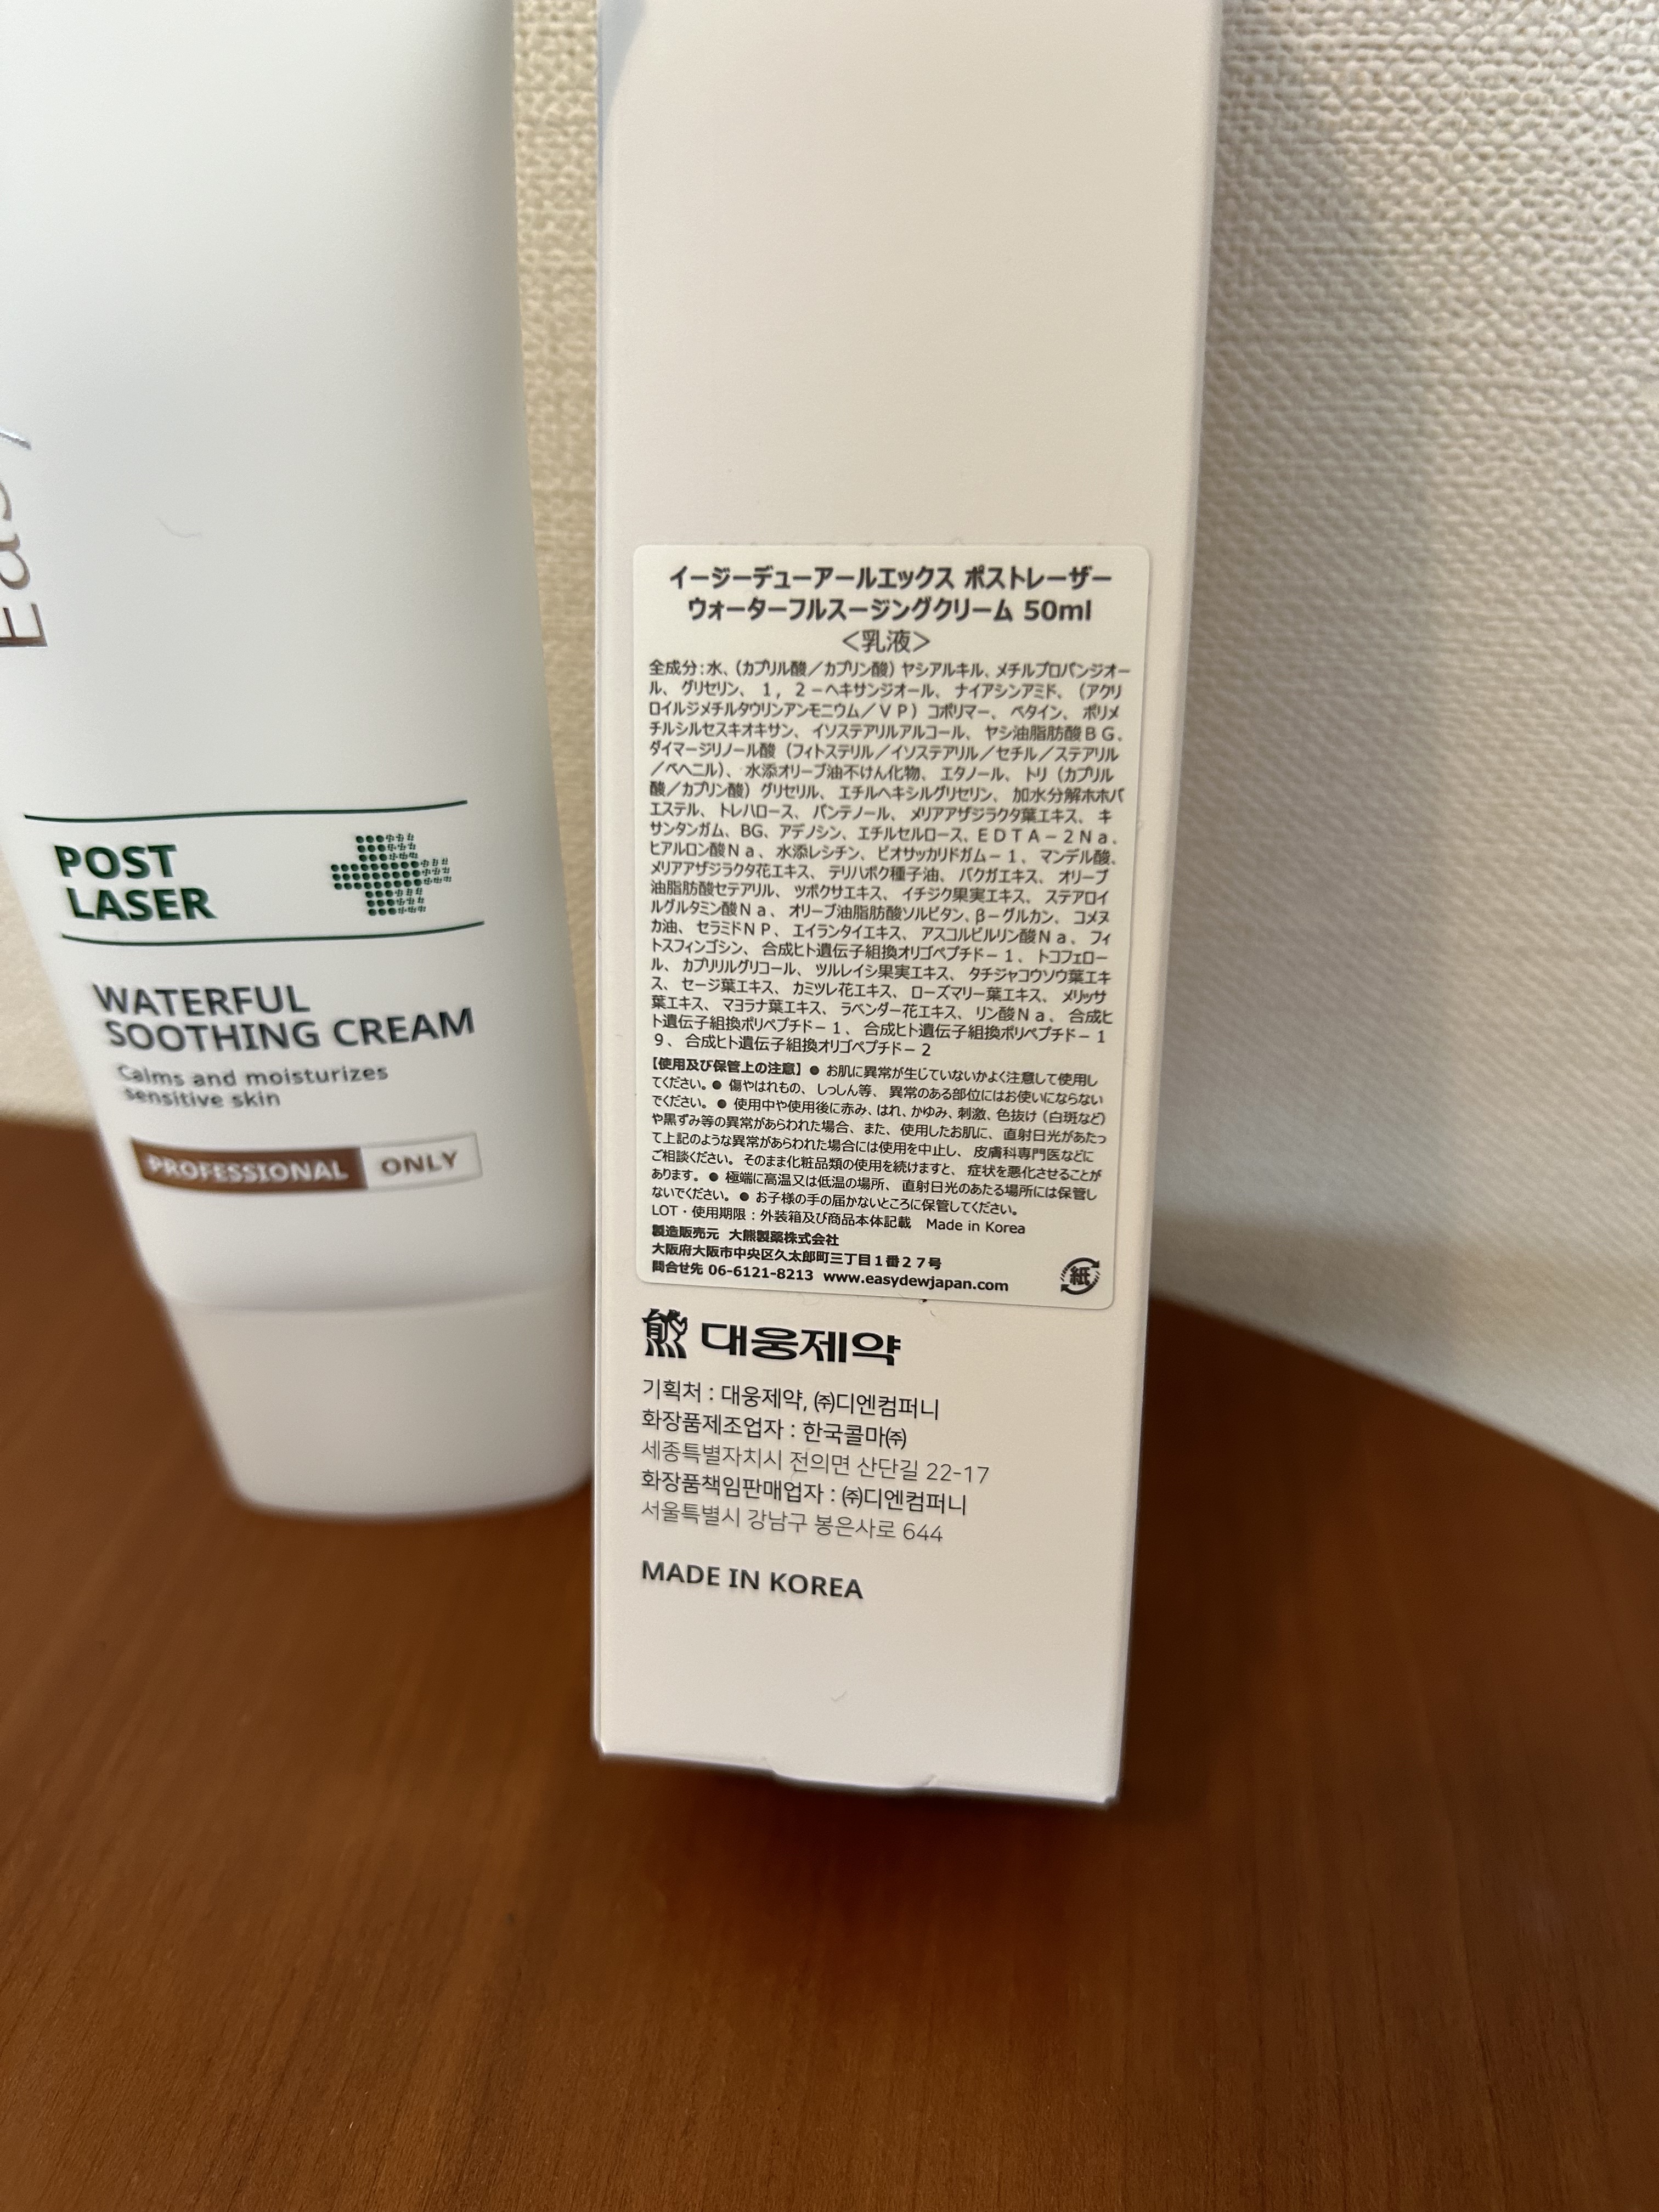 Easy
POST
LASER
WATERFUL
SOOTHING CREAM
Calms and moisturizes
sensitive skin
PROFESSIONAL ONLY
イージーデューアールエックス ポストレーザー
ウォーターフルスージングクリーム 50ml
＜乳液＞
全成分：水、（カプリル酸／カプリン酸）ヤシアルキル、メチルプロパンジオー
ル、グリセリン、１，２－ヘキサンジオール、ナイアシンアミド、（アクリ
ロイルジメチルタウリンアンモニウム／ＶＰ）コポリマー、ベタイン、ポリメ
チルシルセスキオキサン、イソステアリルアルコール、ヤシ油脂肪酸ＢＧ、
ダイマージリノール酸（フィトステリル／イソステアリル／セチル／ステアリル
／ベヘニル）、水添オリーブ油不けん化物、エタノール、トリ（カプリル
酸／カプリン酸）グリセリル、エチルヘキシルグリセリン、加水分解ホホバ
エステル、トレハロース、パンテノール、メリアアザジラクタ葉エキス、キ
サンタンガム、BG、アデノシン、エチルセルロース、ＥＤＴＡ－２Ｎａ、
ヒアルロン酸Ｎａ、水添レシチン、ビオサッカリドガム－１、マンデル酸、
メリアアザジラクタ花エキス、テリハボク種子油、バクガエキス、オリーブ
油脂肪酸セテアリル、ツボクサエキス、イチジク果実エキス、ステアロイ
ルグルタミン酸Ｎａ、オリーブ油脂肪酸ソルビタン、β－グルカン、コメヌ
カ油、セラミドＮＰ、エイランタイエキス、アスコルビルリン酸Ｎａ、フィ
トスフィンゴシン、合成ヒト遺伝子組換オリゴペプチド－１、トコフェロー
ル、カプリリルグリコール、ツルレイシ果実エキス、タチジャコウソウ葉エキ
ス、セージ葉エキス、カミツレ花エキス、ローズマリー葉エキス、メリッサ
葉エキス、マヨラナ葉エキス、ラベンダー花エキス、リン酸Ｎａ、合成ヒ
ト遺伝子組換ポリペプチド－１、合成ヒト遺伝子組換ポリペプチド－１
９、合成ヒト遺伝子組換オリゴペプチド－２
【使用及び保管上の注意】● お肌に異常が生じていないかよく注意して使用し
てください。● 傷やはれもの、しっしん等、異常のある部位にはお使いにならない
でください。● 使用中や使用後に赤み、はれ、かゆみ、刺激、色抜け（白斑など）
や黒ずみ等の異常があらわれた場合、また、使用したお肌に、直射日光があたっ
て上記のような異常があらわれた場合には使用を中止し、皮膚科専門医などに
ご相談ください。そのまま化粧品類の使用を続けますと、症状を悪化させることが
あります。● 極端に高温又は低温の場所、直射日光のあたる場所には保管し
ないでください。● お子様の手の届かないところに保管してください。
LOT・使用期限：外装箱及び商品本体記載 Made in Korea
製造販売元 大熊製薬株式会社
大阪府大阪市中央区久太郎町三丁目１番２７号
問合せ先 06-6121-8213 www.easydewjapan.com
紙
대웅제약
기획처 : 대웅제약, ㈜디엔컴퍼니
화장품제조업자 : 한국콜마㈜
세종특별자치시 전의면 산단길 22-17
화장품책임판매업자 : ㈜디엔컴퍼니
서울특별시 강남구 봉은사로 644
MADE IN KOREA